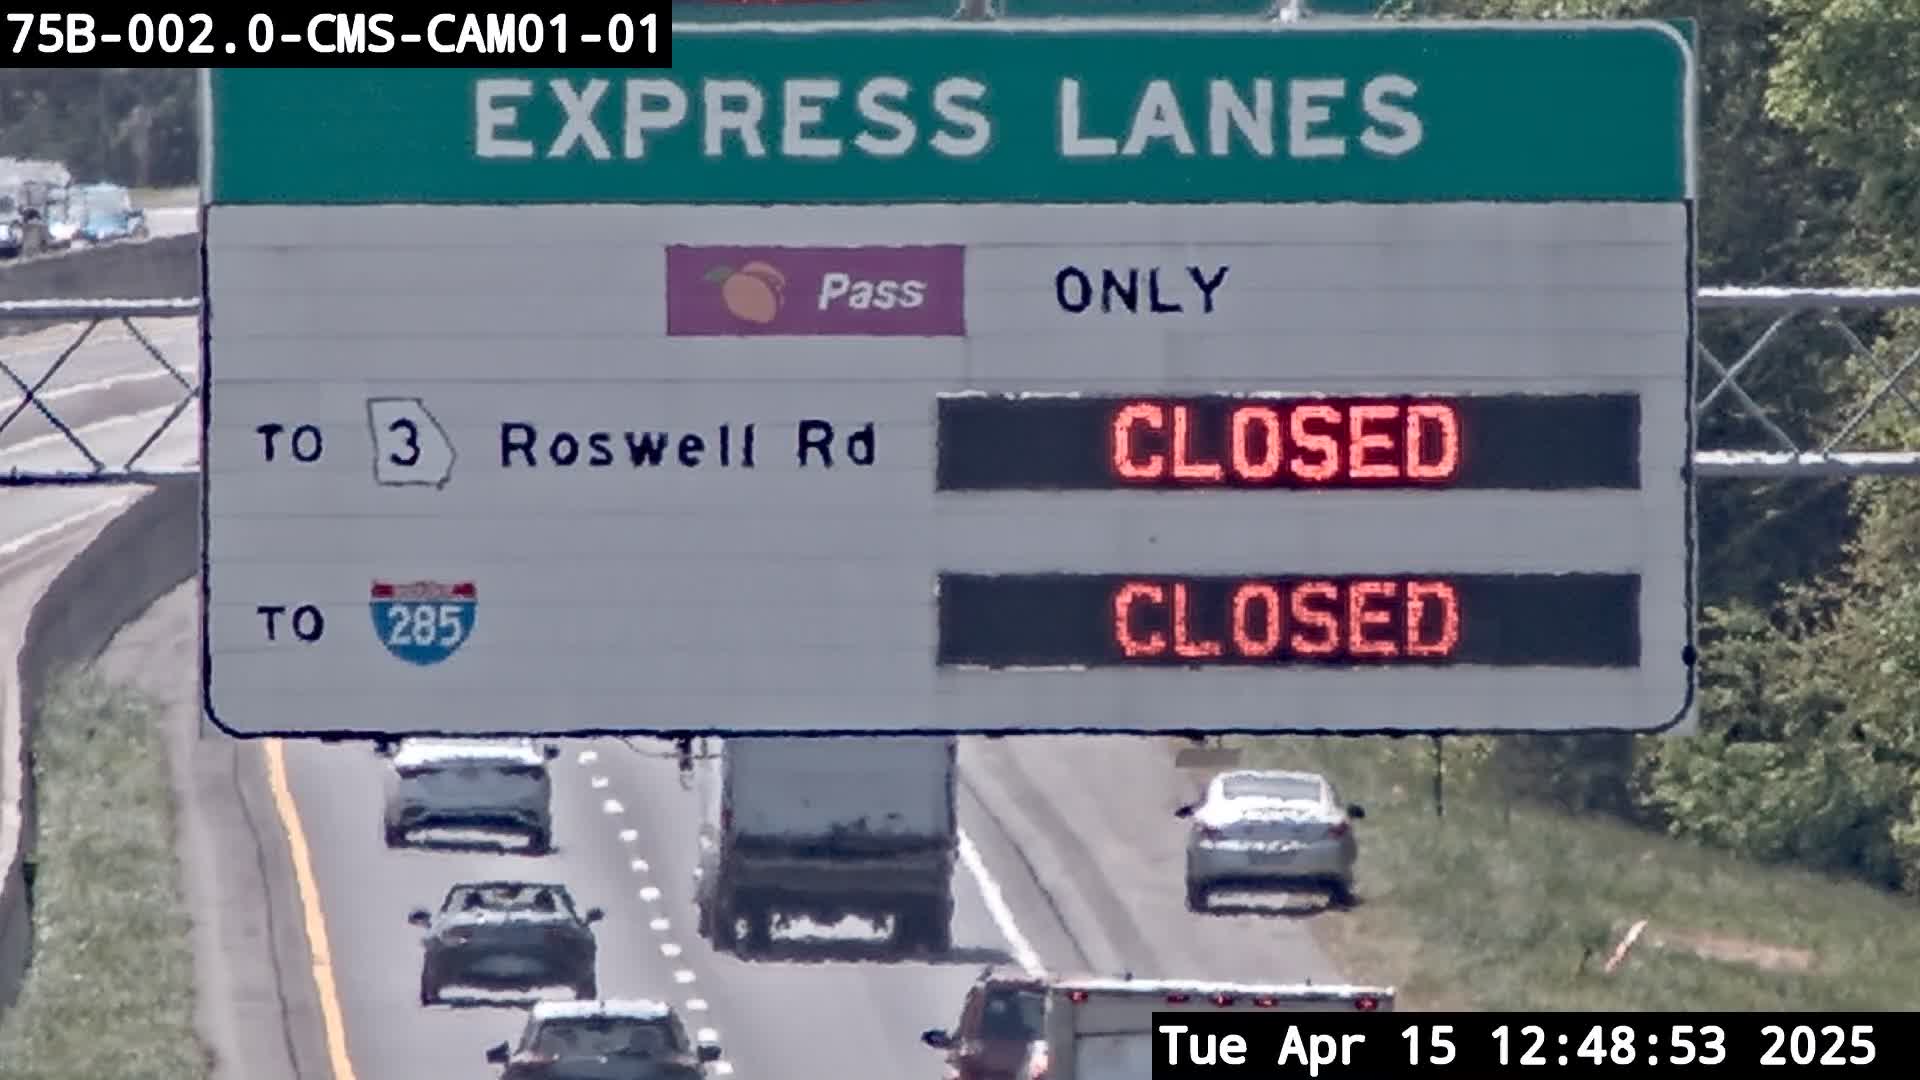 75B-002.0-CMS-CAM01-01
EXPRESS LANES
Pass ONLY
TO 3 Roswell Rd CLOSED
TO 285 CLOSED
Tue Apr 15 12:48:53 2025